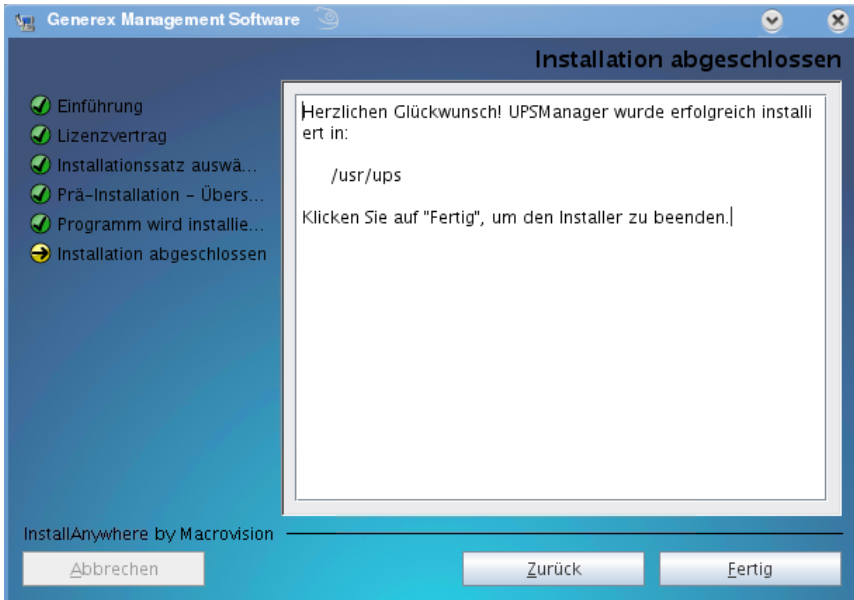 Generex Management Software
Installation abgeschlossen
Einführung
Lizenzvertrag
Installationssatz auswä...
Prä-Installation – Übers...
Programm wird installie...
Installation abgeschlossen
Herzlichen Glückwunsch! UPSManager wurde erfolgreich installi
ert in:
/usr/ups
Klicken Sie auf "Fertig", um den Installer zu beenden.
InstallAnywhere by Macrovision
Abbrechen
Zurück
Fertig